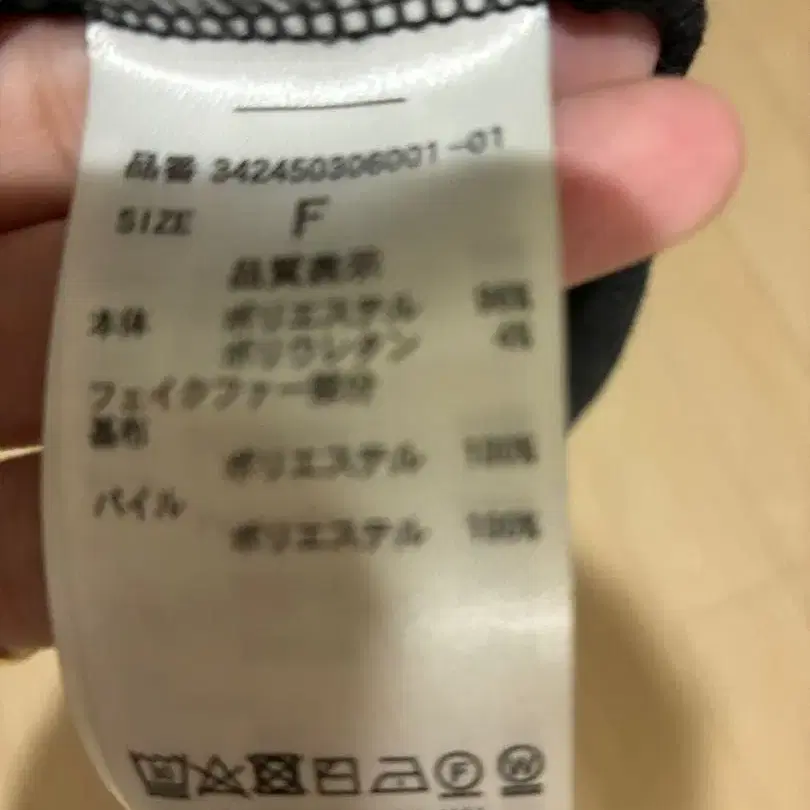 品番 342450306001-01
SIZE F
品質表示
本体 ポリエステル 96%
ポリウレタン 4%
フェイクファー部分
基布
ポリエステル 100%
パイル
ポリエステル 100%
F W